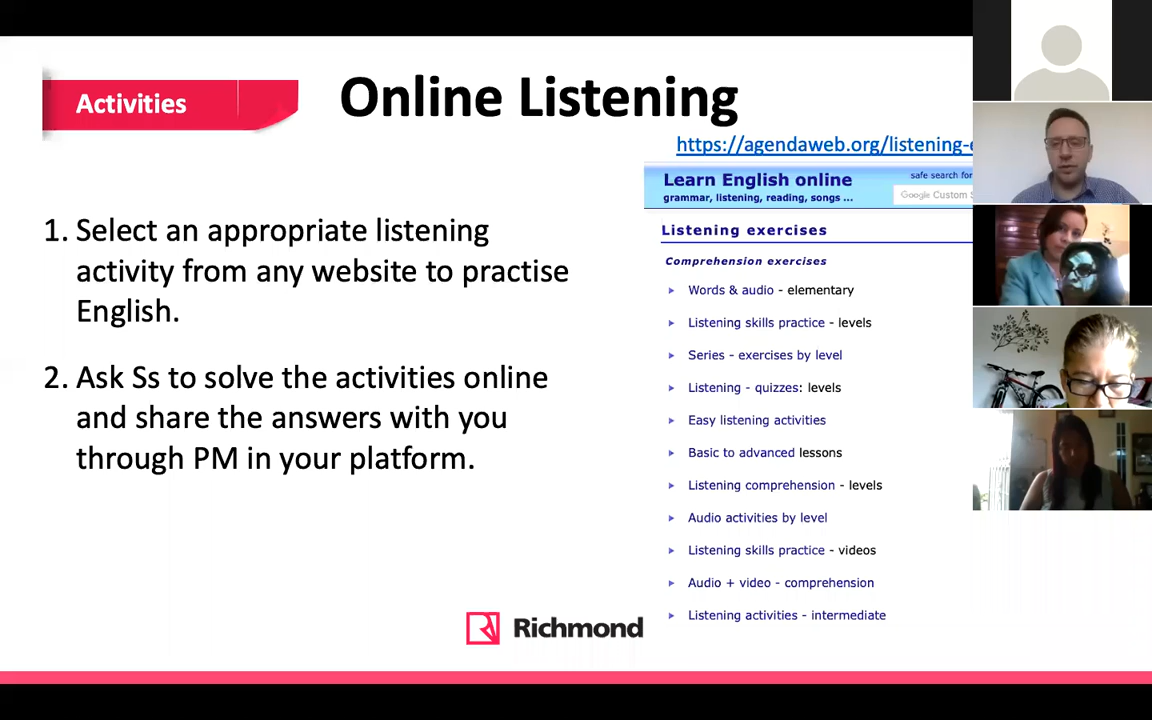 Activities
Online Listening
https://agendaweb.org/listening-
Learn English online
safe search for
grammar, listening, reading, songs ...
Google Custom
1. Select an appropriate listening
activity from any website to practise
English.
2. Ask Ss to solve the activities online
and share the answers with you
through PM in your platform.
Listening exercises
Comprehension exercises
Words & audio - elementary
Listening skills practice - levels
Series - exercises by level
Listening - quizzes: levels
Easy listening activities
Basic to advanced lessons
Listening comprehension - levels
Audio activities by level
Listening skills practice - videos
Audio + video - comprehension
Listening activities - intermediate
Richmond